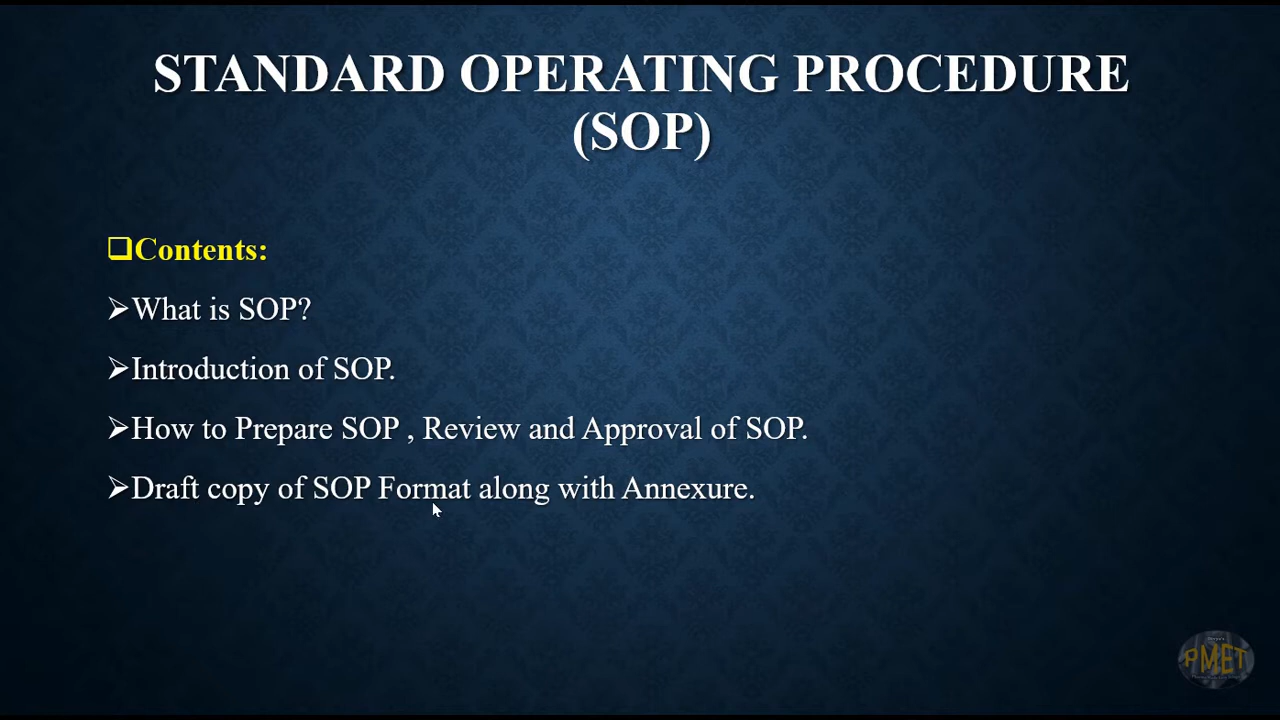 STANDARD OPERATING PROCEDURE
(SOP)
❑Contents:
➢What is SOP?
➢Introduction of SOP.
➢How to Prepare SOP , Review and Approval of SOP.
➢Draft copy of SOP Format along with Annexure.
PMET